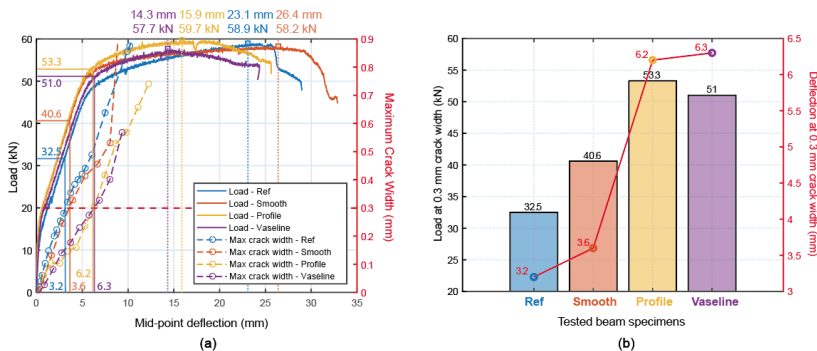 14.3 mm 15.9 mm 23.1 mm 26.4 mm
57.7 kN 59.7 kN 58.9 kN 58.2 kN
60
50
40
30
20
10
0
Load (kN)
53.3
51.0
40.6
32.5
0.9
0.8
0.7
0.6
0.5
0.4
0.3
0.2
0.1
0
Maximum Crack Width (mm)
Load - Ref
Load - Smooth
Load - Profile
Load - Vaseline
Max crack width - Ref
Max crack width - Smooth
Max crack width - Profile
Max crack width - Vaseline
6.2
3.2 3.6 6.3
0 5 10 15 20 25 30 35
Mid-point deflection (mm)
(a)
60
55
50
45
40
35
30
25
20
Load at 0.3 mm crack width (kN)
6.2 6.3
53.3
51
40.6
3.6
32.5
3.2
6.5
6
5.5
5
4.5
4
3.5
3
Deflection at 0.3 mm crack width (mm)
Ref Smooth Profile Vaseline
Tested beam specimens
(b)